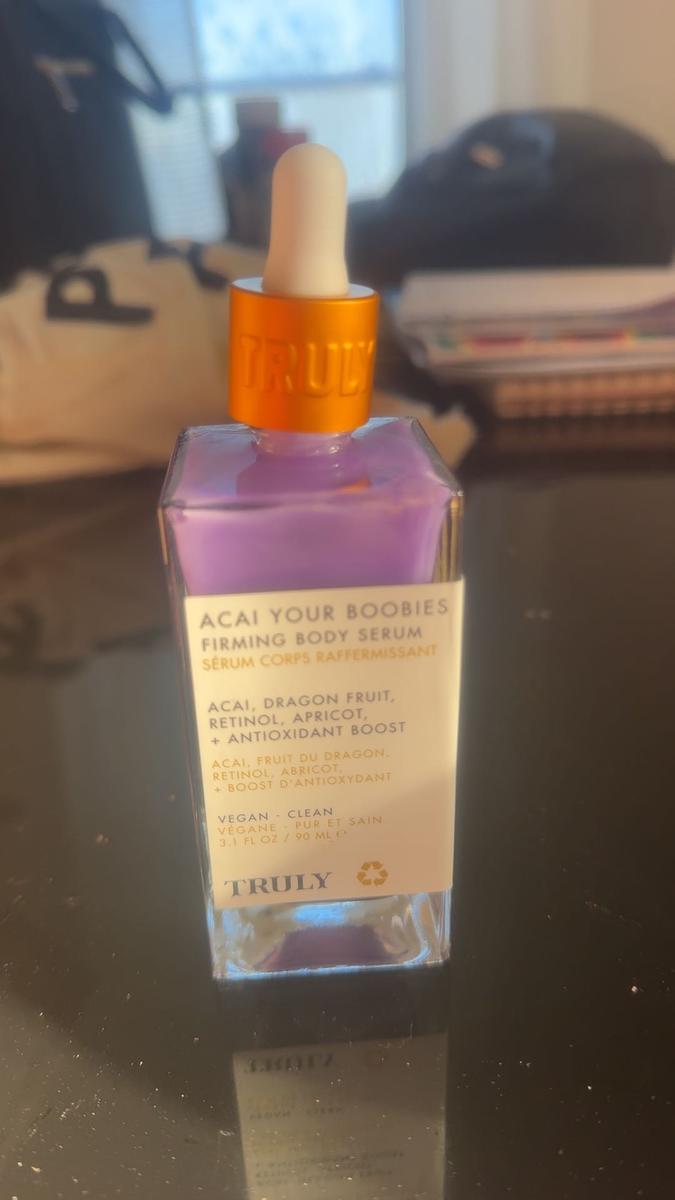 TRULY
ACAI YOUR BOOBIES
FIRMING BODY SERUM
SÉRUM CORPS RAFFERMISSANT
ACAI, DRAGON FRUIT,
RETINOL, APRICOT,
+ ANTIOXIDANT BOOST
ACAI, FRUIT DU DRAGON,
RETINOL, ABRICOT,
+ BOOST D'ANTIOXYDANT
VEGAN - CLEAN
VÉGANE - PUR ET SAIN
3.1 FL OZ / 90 ML ℮
TRULY